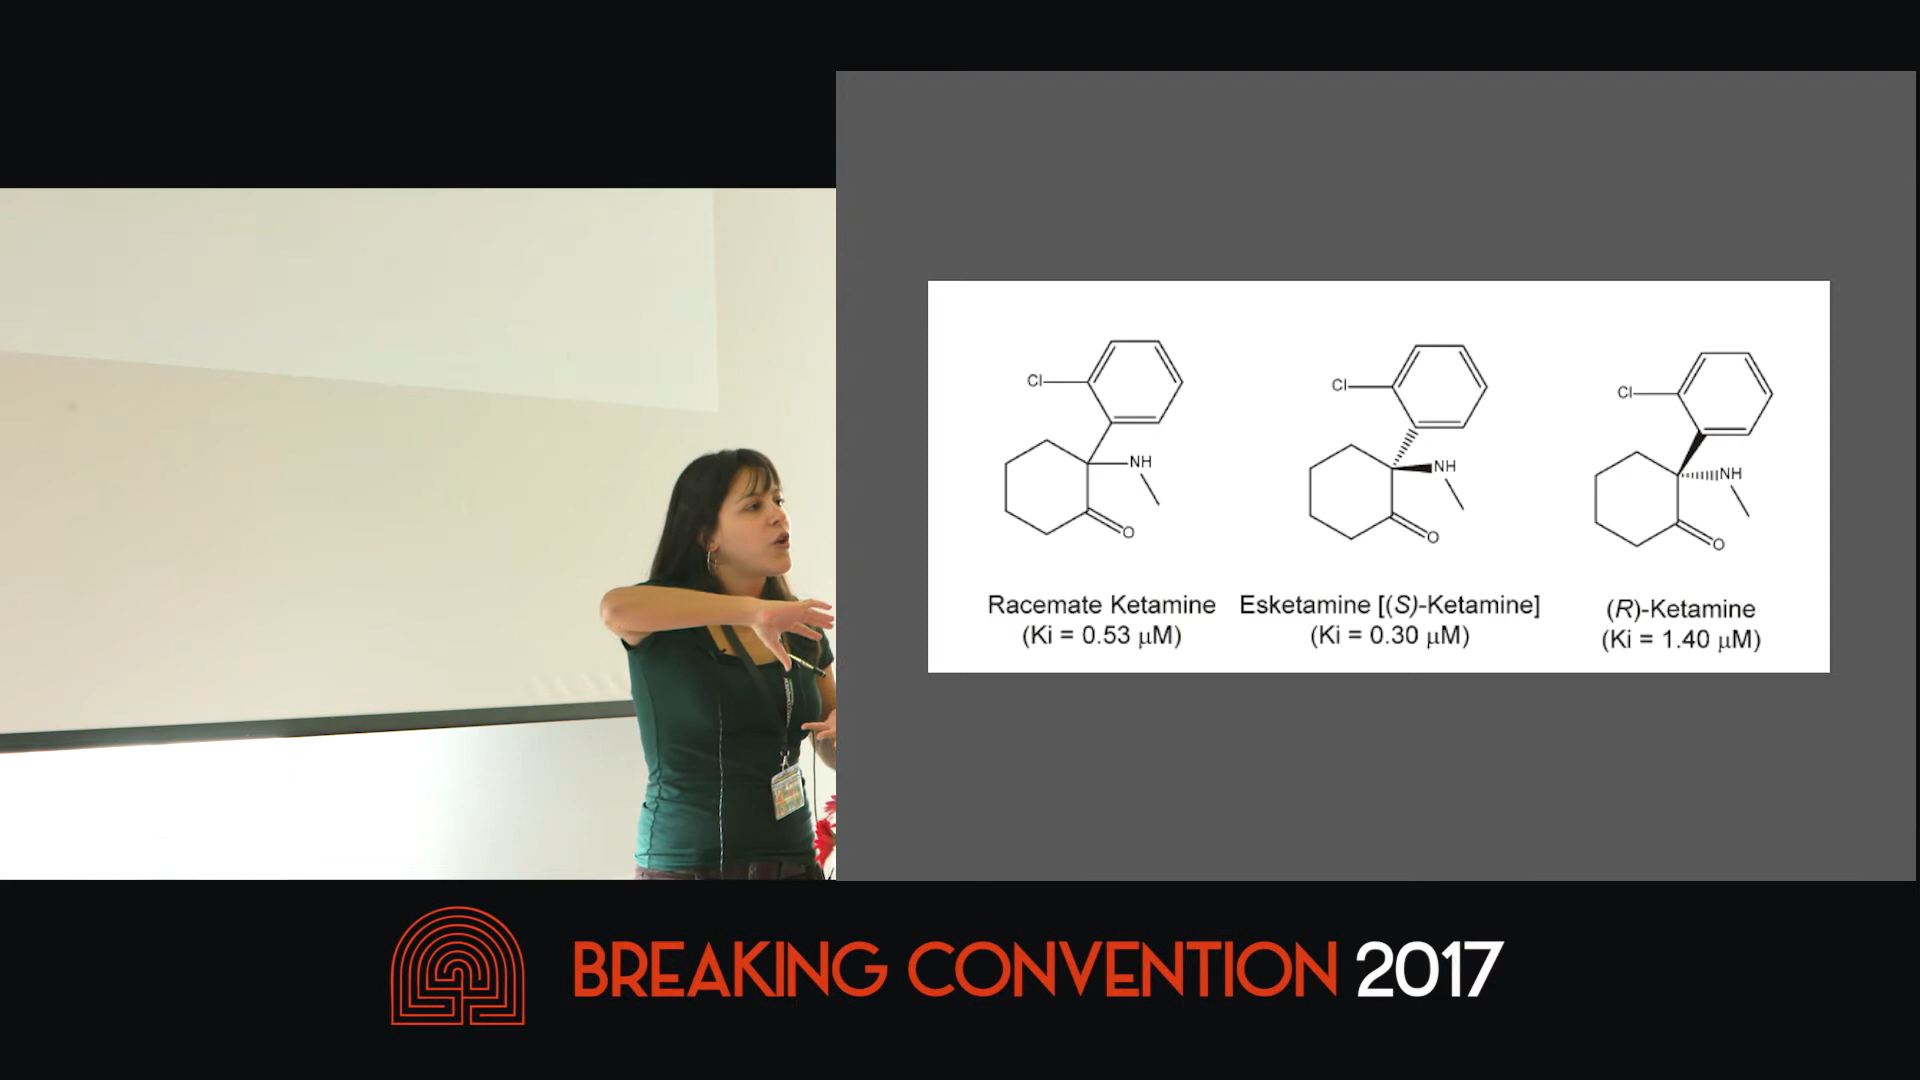 Cl
NH
O
Cl
NH
O
Cl
NH
O
Racemate Ketamine
(Ki = 0.53 μM)
Esketamine [(S)-Ketamine]
(Ki = 0.30 μM)
(R)-Ketamine
(Ki = 1.40 μM)
BREAKING CONVENTION 2017